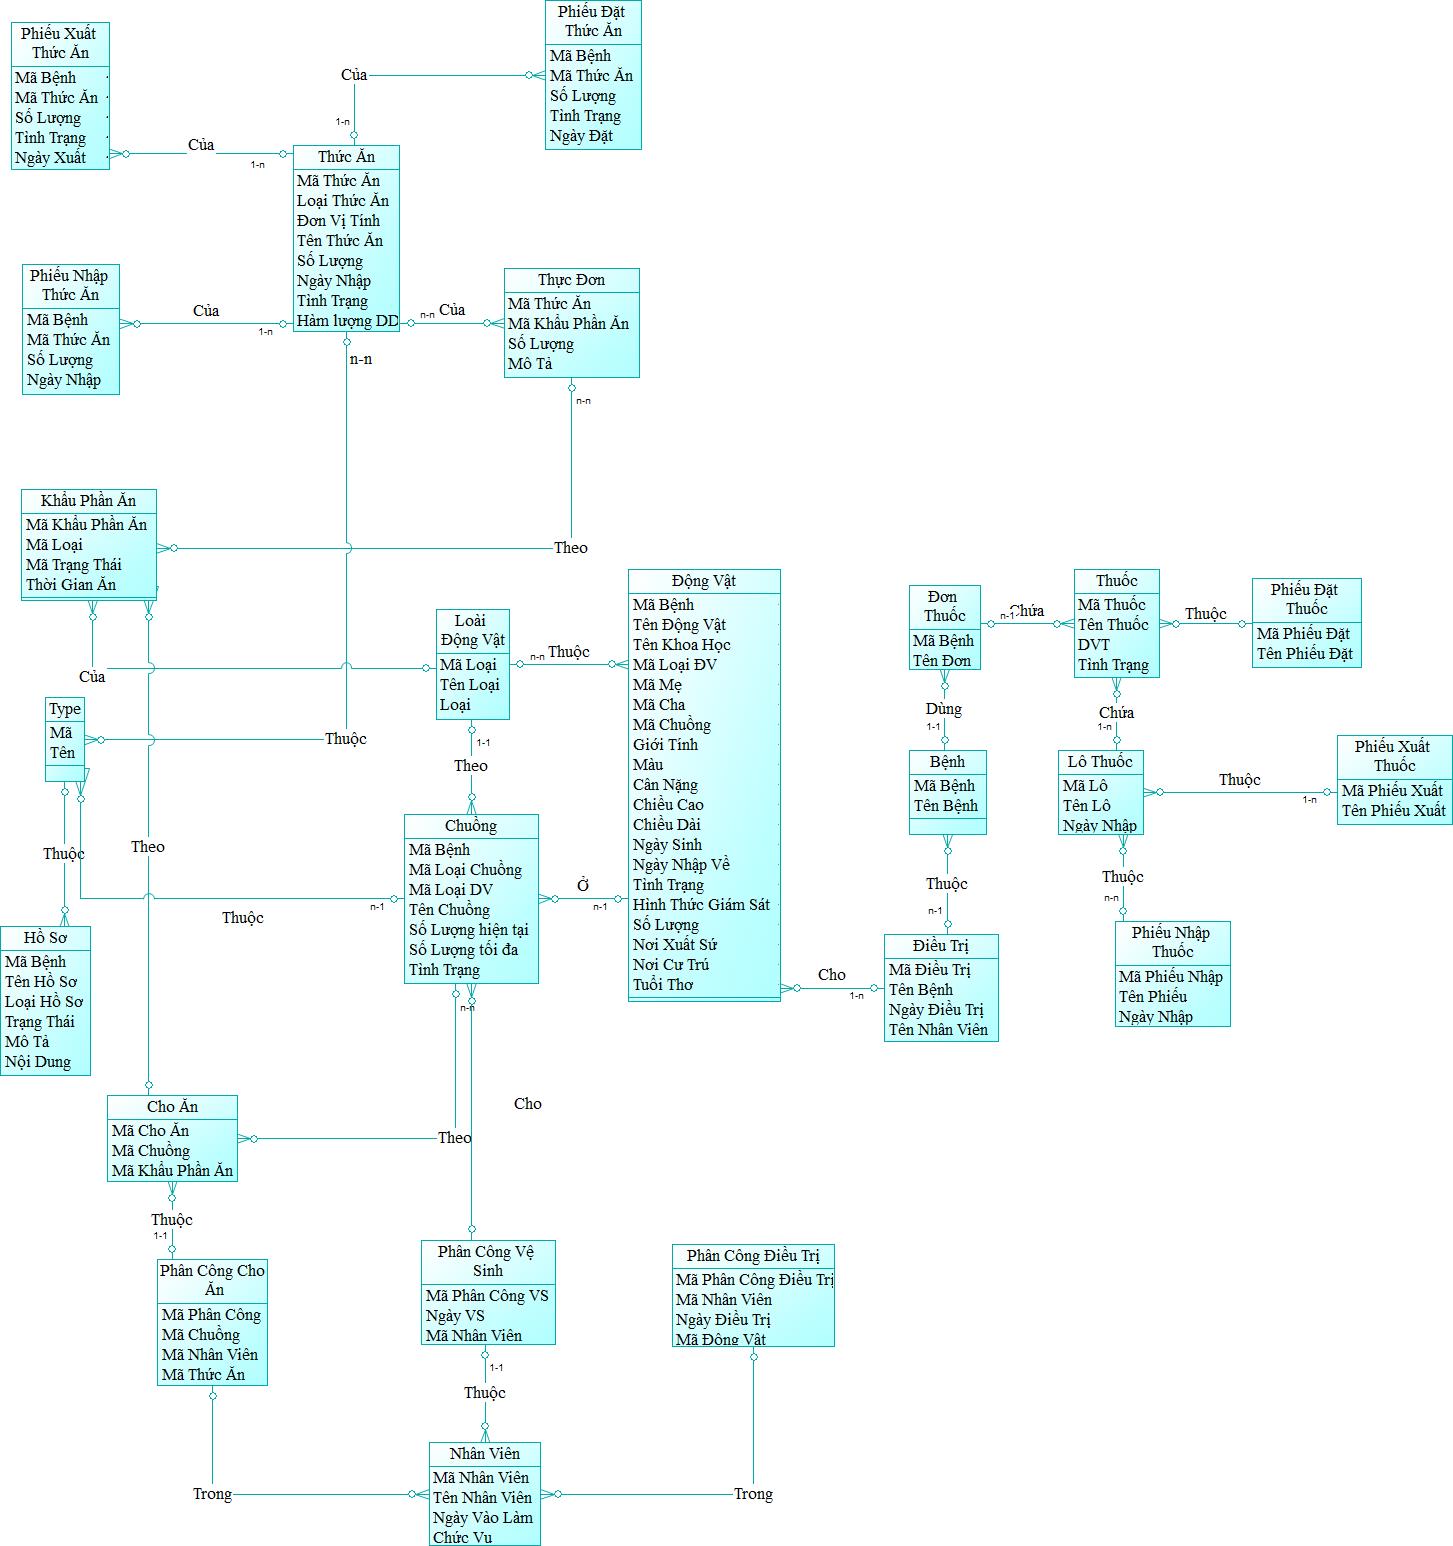 Phiếu Xuất
Thức Ăn
Mã Bệnh
Mã Thức Ăn
Số Lượng
Tình Trạng
Ngày Xuất
Của
1-n
Phiếu Đặt
Thức Ăn
Mã Bệnh
Mã Thức Ăn
Số Lượng
Tình Trạng
Ngày Đặt
Của
1-n
Thức Ăn
Mã Thức Ăn
Loại Thức Ăn
Đơn Vị Tính
Tên Thức Ăn
Số Lượng
Ngày Nhập
Tình Trạng
Hàm lượng DD
Phiếu Nhập
Thức Ăn
Mã Bệnh
Mã Thức Ăn
Số Lượng
Ngày Nhập
Của
1-n
n-n Của
n-n
Thực Đơn
Mã Thức Ăn
Mã Khẩu Phần Ăn
Số Lượng
Mô Tả
n-n
Theo
Khẩu Phần Ăn
Mã Khẩu Phần Ăn
Mã Loại
Mã Trạng Thái
Thời Gian Ăn
Của
Type
Mã
Tên
Thuộc
Loài
Động Vật
Mã Loại
Tên Loại
Loại
n-n Thuộc
1-1
Theo
Động Vật
Mã Bệnh
Tên Động Vật
Tên Khoa Học
Mã Loại ĐV
Mã Mẹ
Mã Cha
Mã Chuồng
Giới Tính
Màu
Cân Nặng
Chiều Cao
Chiều Dài
Ngày Sinh
Ngày Nhập Về
Tình Trạng
Hình Thức Giám Sát
Số Lượng
Nơi Xuất Sứ
Nơi Cư Trú
Tuổi Thơ
Đơn
Thuốc
Mã Bệnh
Tên Đơn
n-1
Chứa
Thuốc
Mã Thuốc
Tên Thuốc
DVT
Tình Trạng
Thuộc
Phiếu Đặt
Thuốc
Mã Phiếu Đặt
Tên Phiếu Đặt
Dùng
1-1
Chứa
1-n
Bệnh
Mã Bệnh
Tên Bệnh
Lô Thuốc
Mã Lô
Tên Lô
Ngày Nhập
Thuộc
1-n
Phiếu Xuất
Thuốc
Mã Phiếu Xuất
Tên Phiếu Xuất
Thuộc
n-1
Thuộc
n-n
Phiếu Nhập
Thuốc
Mã Phiếu Nhập
Tên Phiếu
Ngày Nhập
Điều Trị
Mã Điều Trị
Tên Bệnh
Ngày Điều Trị
Tên Nhân Viên
Cho
1-n
Chuồng
Mã Bệnh
Mã Loại Chuồng
Mã Loại DV
Tên Chuồng
Số Lượng hiện tại
Số Lượng tối đa
Tình Trạng
Ở
n-1
n-1
Thuộc
Thuộc
Theo
Hồ Sơ
Mã Bệnh
Tên Hồ Sơ
Loại Hồ Sơ
Trạng Thái
Mô Tả
Nội Dung
n-n
Cho
Theo
Cho Ăn
Mã Cho Ăn
Mã Chuồng
Mã Khẩu Phần Ăn
Thuộc
1-1
Phân Công Cho
Ăn
Mã Phân Công
Mã Chuồng
Mã Nhân Viên
Mã Thức Ăn
Phân Công Vệ
Sinh
Mã Phân Công VS
Ngày VS
Mã Nhân Viên
Phân Công Điều Trị
Mã Phân Công Điều Trị
Mã Nhân Viên
Ngày Điều Trị
Mã Động Vật
1-1
Thuộc
Nhân Viên
Mã Nhân Viên
Tên Nhân Viên
Ngày Vào Làm
Chức Vụ
Trong
Trong